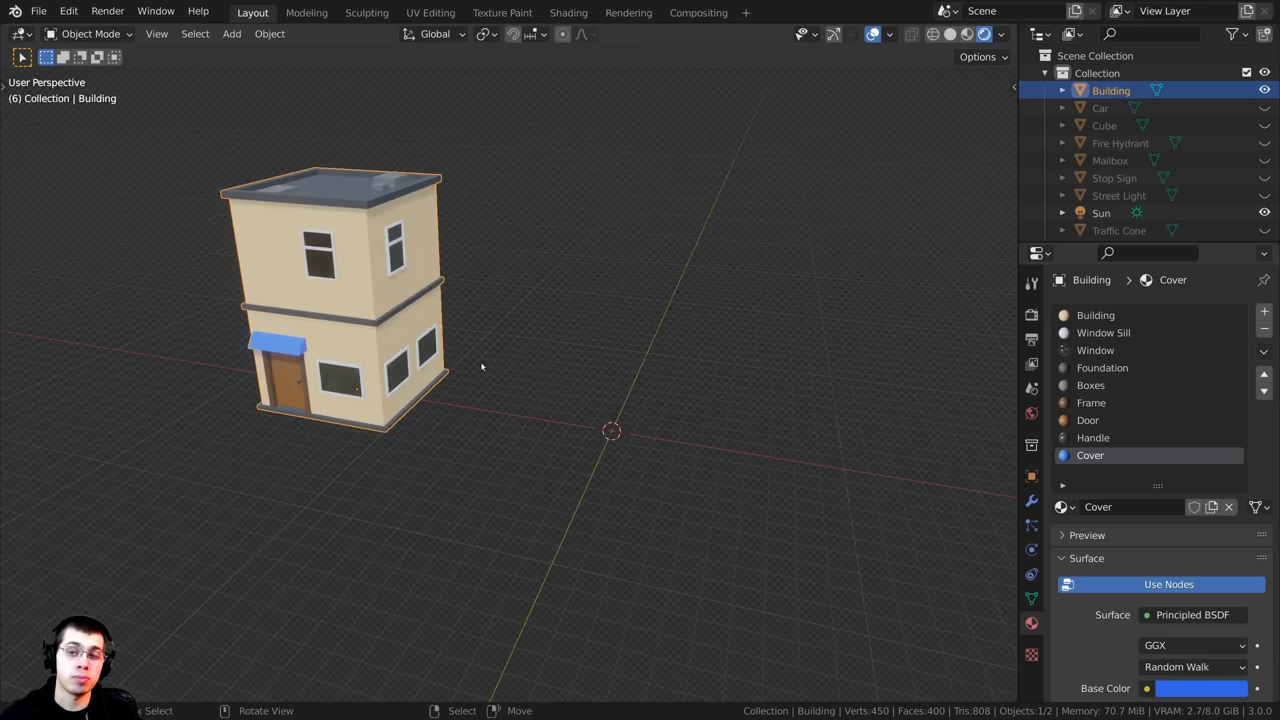 File Edit Render Window Help Layout Modeling Sculpting UV Editing Texture Paint Shading Rendering Compositing + Scene View Layer
Object Mode View Select Add Object Global
Options
User Perspective
(6) Collection | Building
Scene Collection
Collection
Building
Car
Cube
Fire Hydrant
Mailbox
Stop Sign
Street Light
Sun
Traffic Cone
Building > Cover
Building
Window Sill
Window
Foundation
Boxes
Frame
Door
Handle
Cover
Cover
Preview
Surface
Use Nodes
Surface Principled BSDF
GGX
Random Walk
Base Color
Select Rotate View Select Move Collection | Building | Verts:450 | Faces:400 | Tris:808 | Objects:1/2 | Memory: 70.7 MiB | VRAM: 2.7/8.0 GiB | 3.0.0